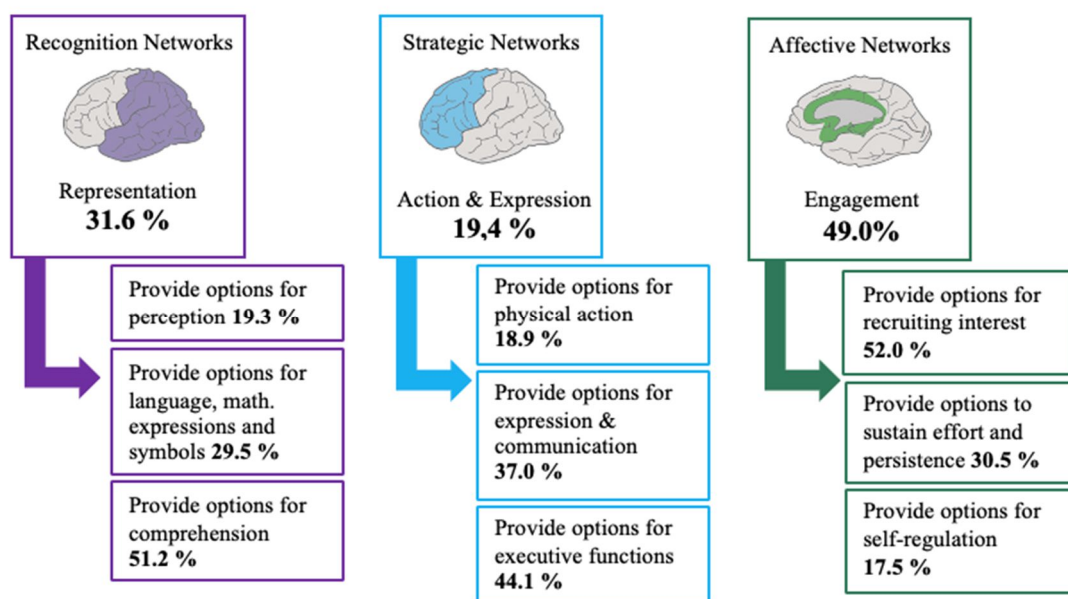 Recognition Networks
Representation
31.6 %
Provide options for
perception 19.3 %
Provide options for
language, math.
expressions and
symbols 29.5 %
Provide options for
comprehension
51.2 %
Strategic Networks
Action & Expression
19,4 %
Provide options for
physical action
18.9 %
Provide options for
expression &
communication
37.0 %
Provide options for
executive functions
44.1 %
Affective Networks
Engagement
49.0%
Provide options for
recruiting interest
52.0 %
Provide options to
sustain effort and
persistence 30.5 %
Provide options for
self-regulation
17.5 %